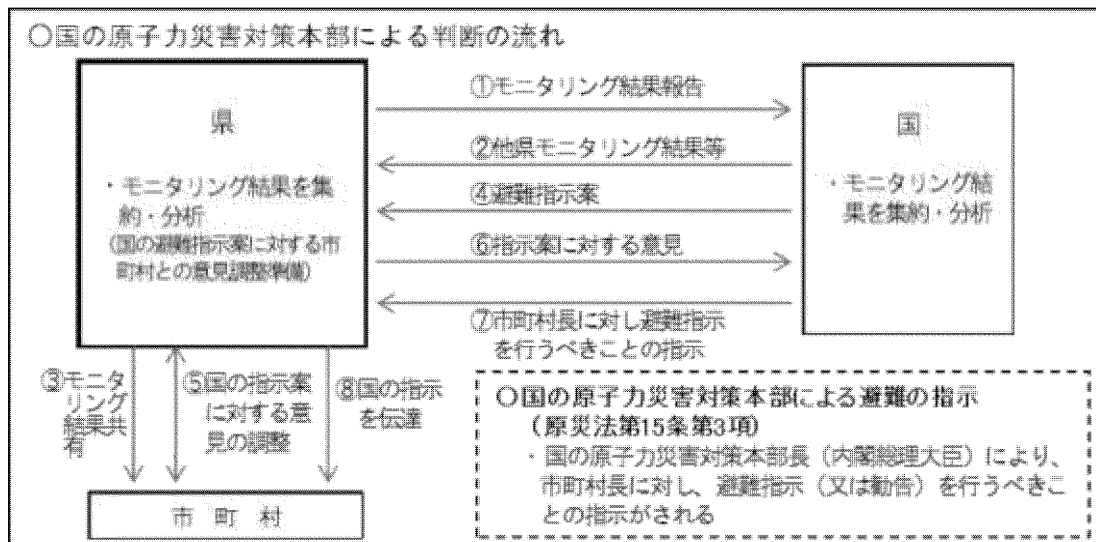 ○国の原子力災害対策本部による判断の流れ
県
・モニタリング結果を集
約・分析
(国の避難指示案に対する市
町村との意見調整準備)
①モニタリング結果報告
②他県モニタリング結果等
④避難指示案
⑥指示案に対する意見
⑦市町村長に対し避難指示
を行うべきことの指示
国
・モニタリング結
果を集約・分析
③モニタ
リング
結果共
有
⑤国の指示案
に対する意
見の調整
⑧国の指示
を伝達
市町村
○国の原子力災害対策本部による避難の指示
(原災法第15条第3項)
・国の原子力災害対策本部長(内閣総理大臣)により、
市町村長に対し、避難指示(又は勧告)を行うべきこ
との指示がされる